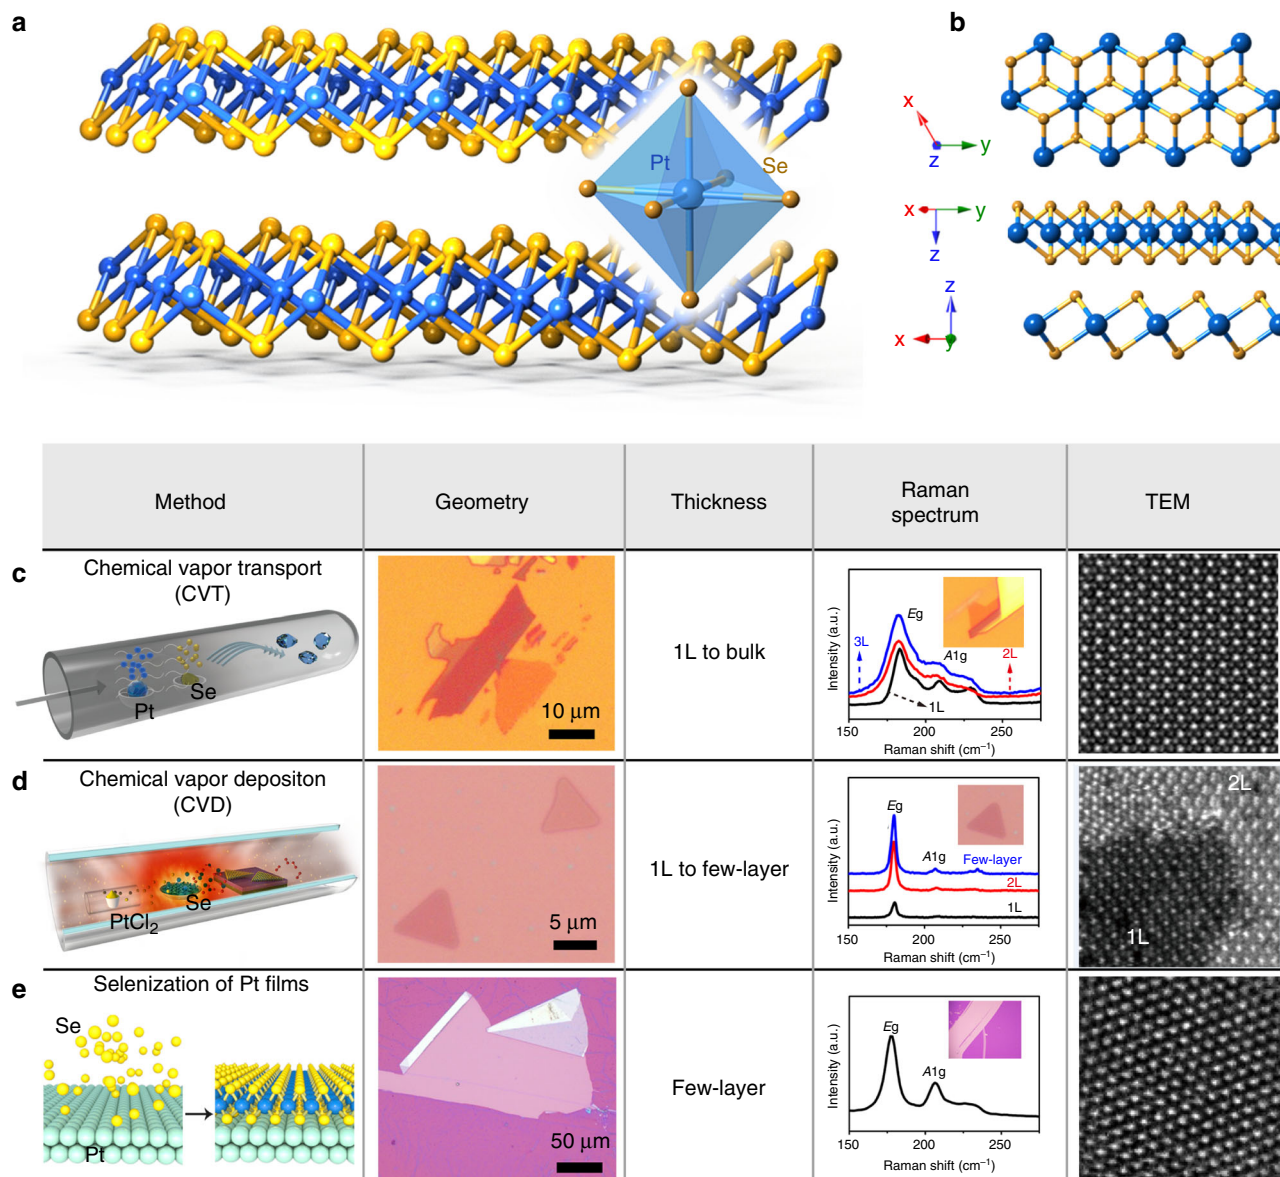 a
b
Pt
Se
x
y
z
x
y
z
z
x
y
Method
Geometry
Thickness
Raman
spectrum
TEM
c
Chemical vapor transport
(CVT)
Pt
Se
10 μm
1L to bulk
Intensity (a.u.)
3L
Eg
A1g
2L
1L
150
200
250
Raman shift (cm⁻¹)
d
Chemical vapor depositon
(CVD)
PtCl₂
Se
5 μm
1L to few-layer
Intensity (a.u.)
Eg
A1g
Few-layer
2L
1L
150
200
250
Raman shift (cm⁻¹)
2L
1L
e
Selenization of Pt films
Se
Pt
50 μm
Few-layer
Intensity (a.u.)
Eg
A1g
150
200
250
Raman shift (cm⁻¹)